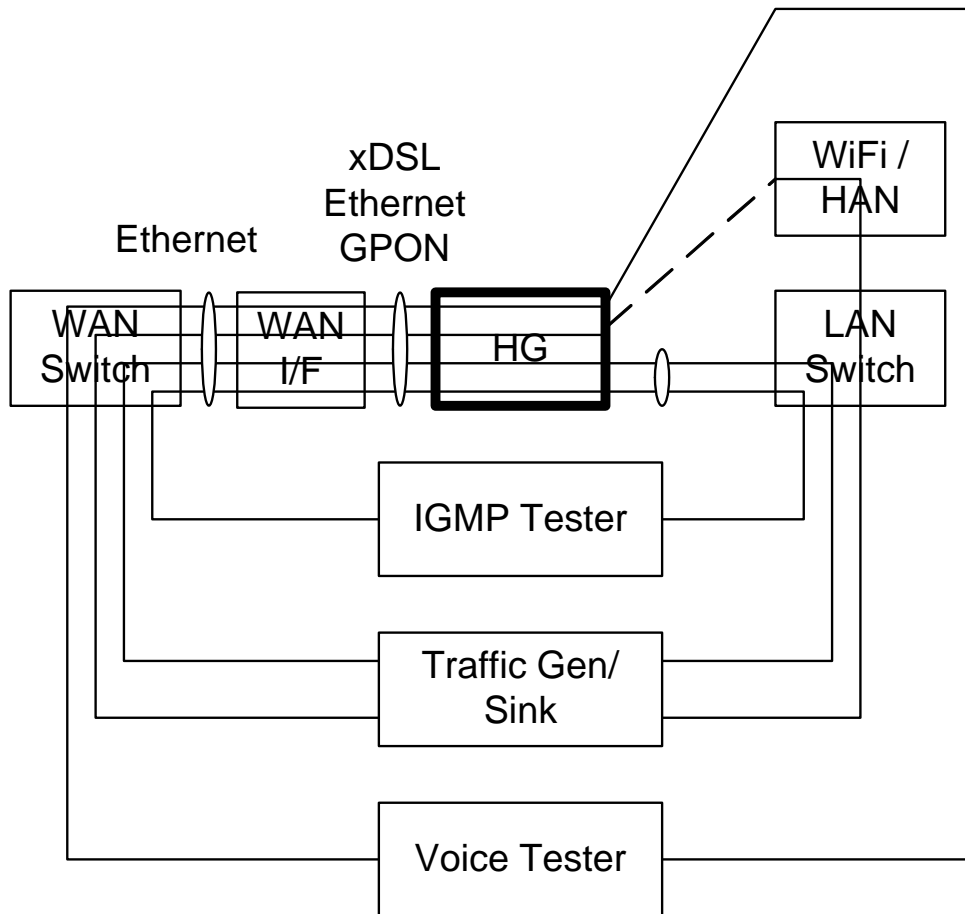 xDSL
Ethernet
GPON
WiFi /
HAN
Ethernet
WAN
Switch
WAN
I/F
HG
LAN
Switch
IGMP Tester
Traffic Gen/
Sink
Voice Tester